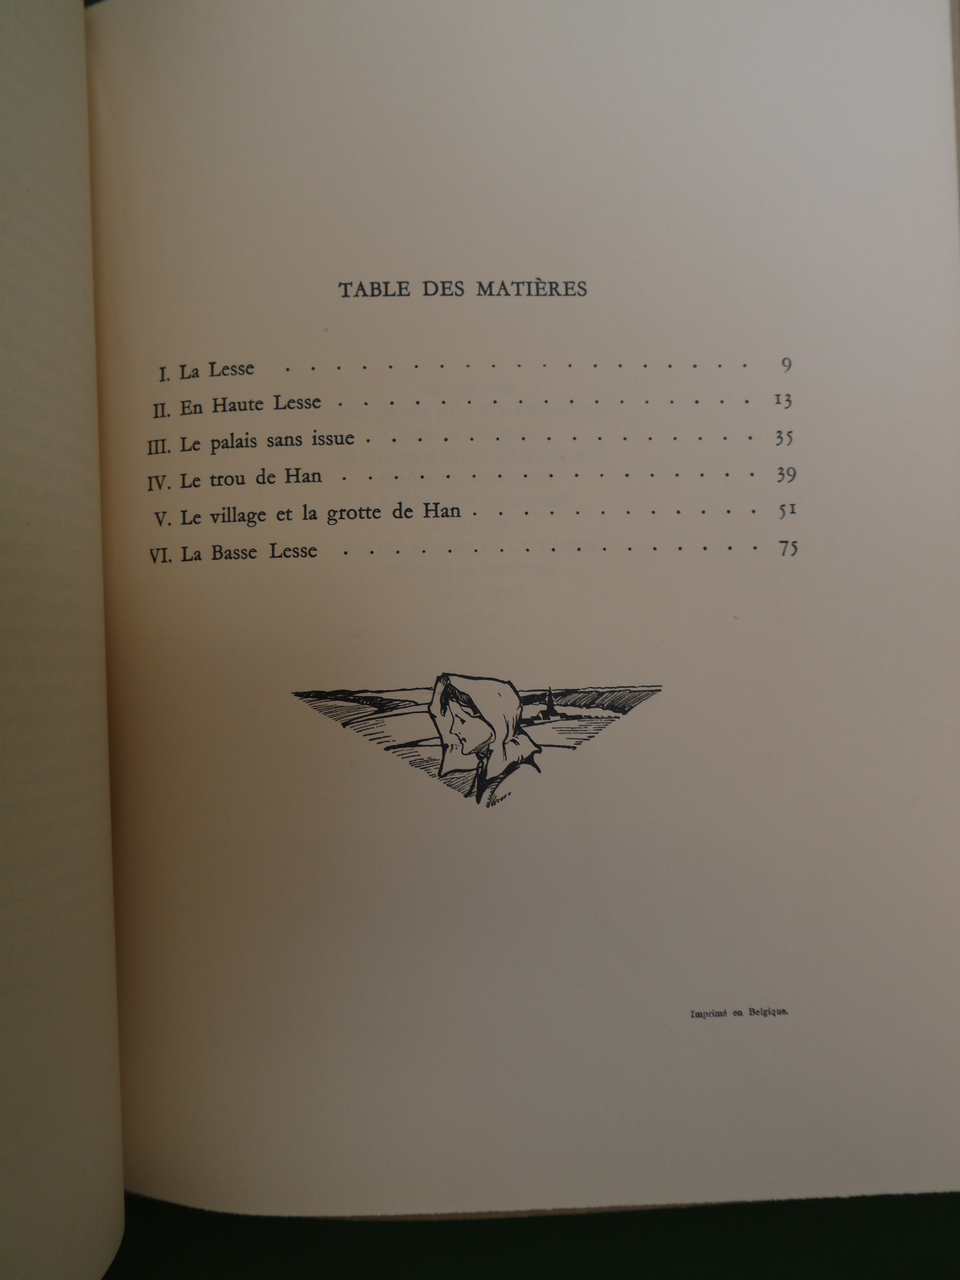 TABLE DES MATIÈRES
I. La Lesse . . . . . . . . . . . . . . . . . . . 9
II. En Haute Lesse . . . . . . . . . . . . . . . . . 13
III. Le palais sans issue . . . . . . . . . . . . . . . . 35
IV. Le trou de Han . . . . . . . . . . . . . . . . . 39
V. Le village et la grotte de Han . . . . . . . . . . . . 51
VI. La Basse Lesse . . . . . . . . . . . . . . . . . 75
Imprimé en Belgique.